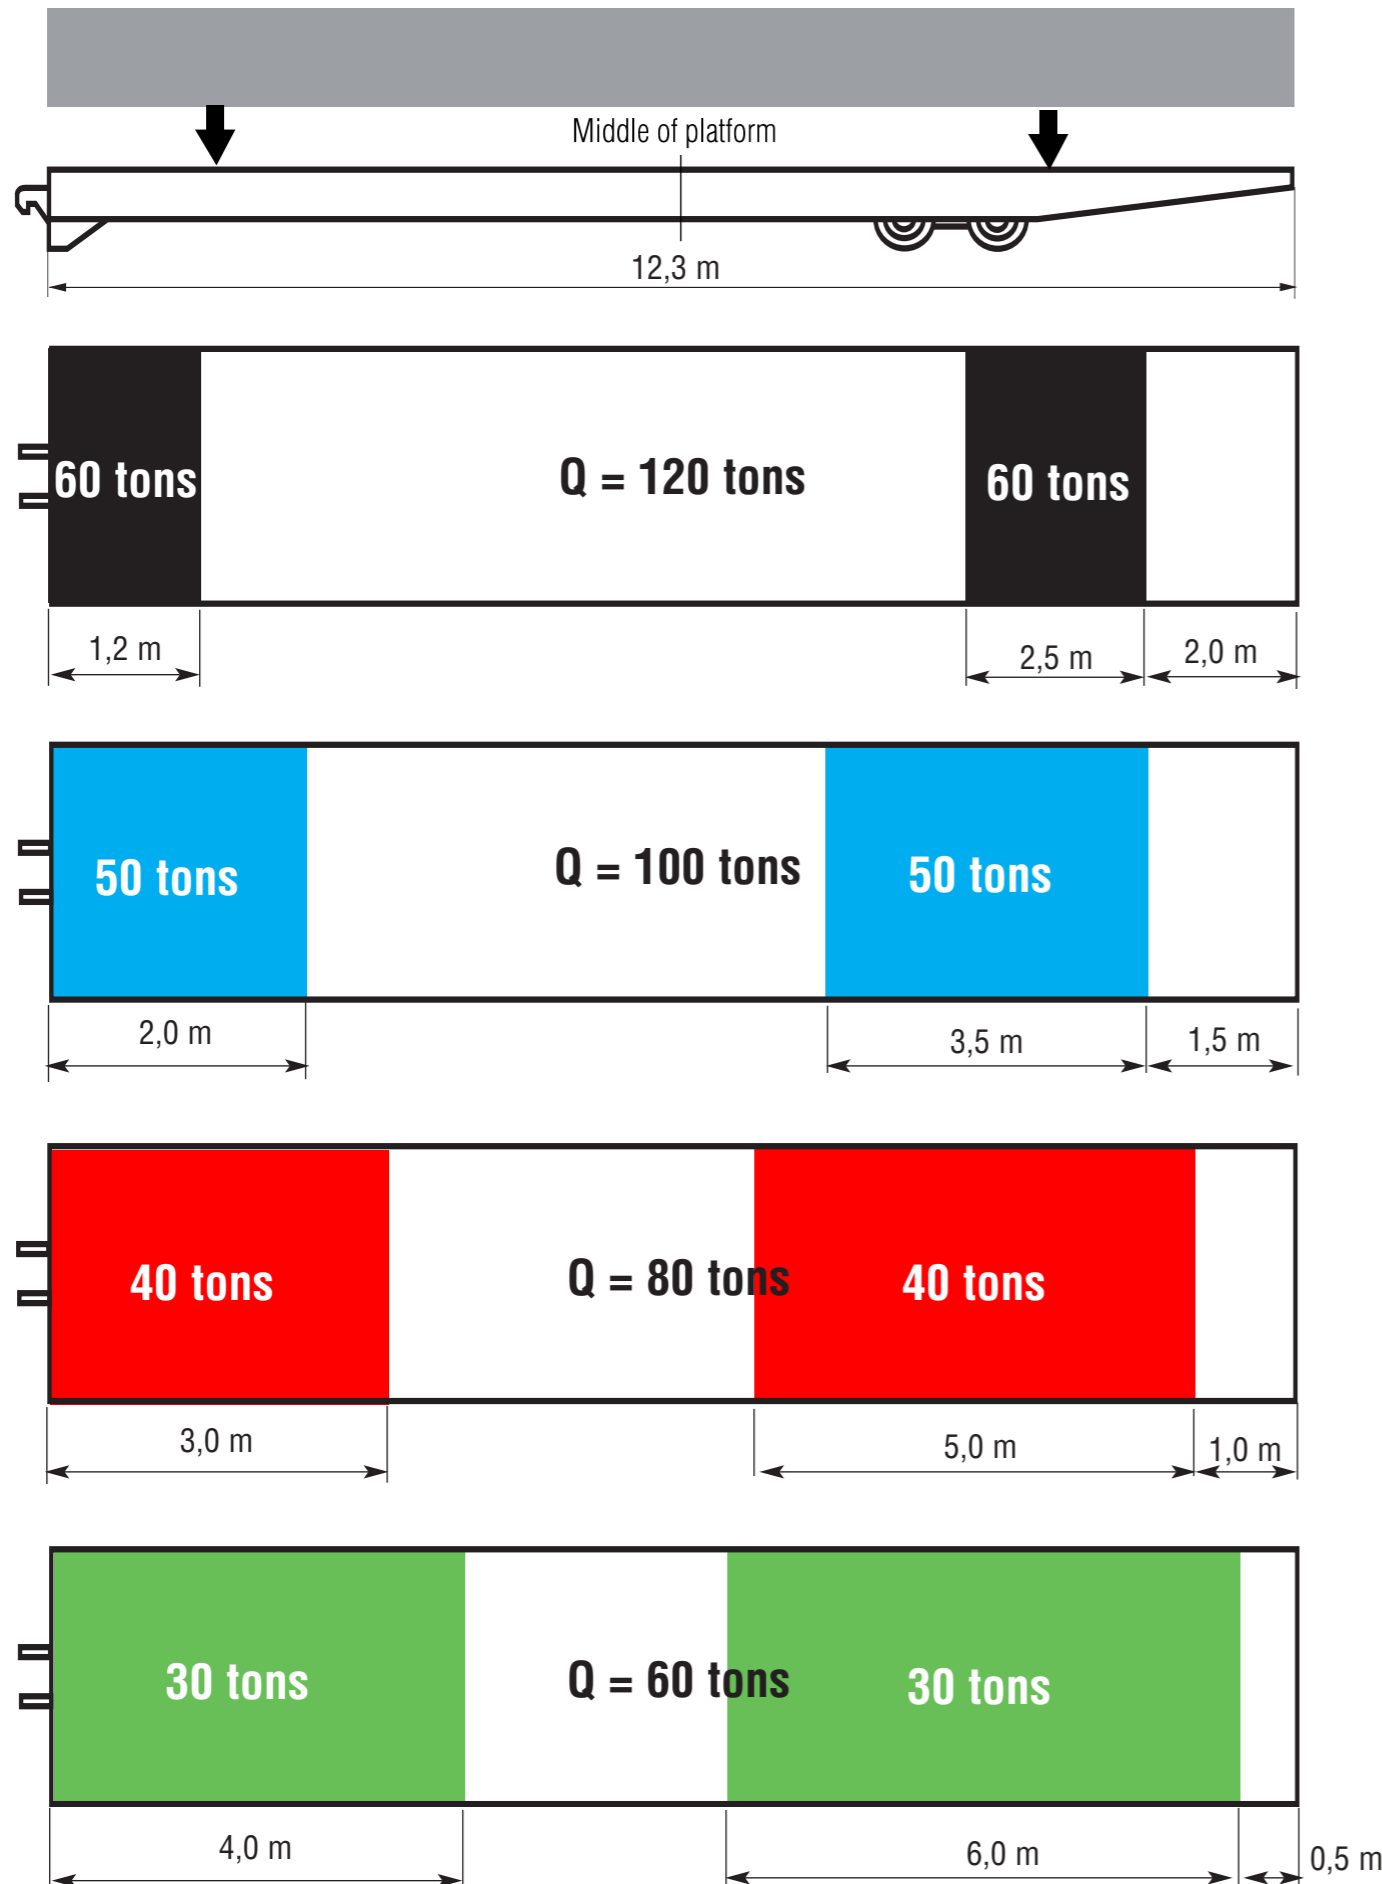 Middle of platform
12,3 m
60 tons
Q = 120 tons
60 tons
1,2 m
2,5 m
2,0 m
50 tons
Q = 100 tons
50 tons
2,0 m
3,5 m
1,5 m
40 tons
Q = 80 tons
40 tons
3,0 m
5,0 m
1,0 m
30 tons
Q = 60 tons
30 tons
4,0 m
6,0 m
0,5 m